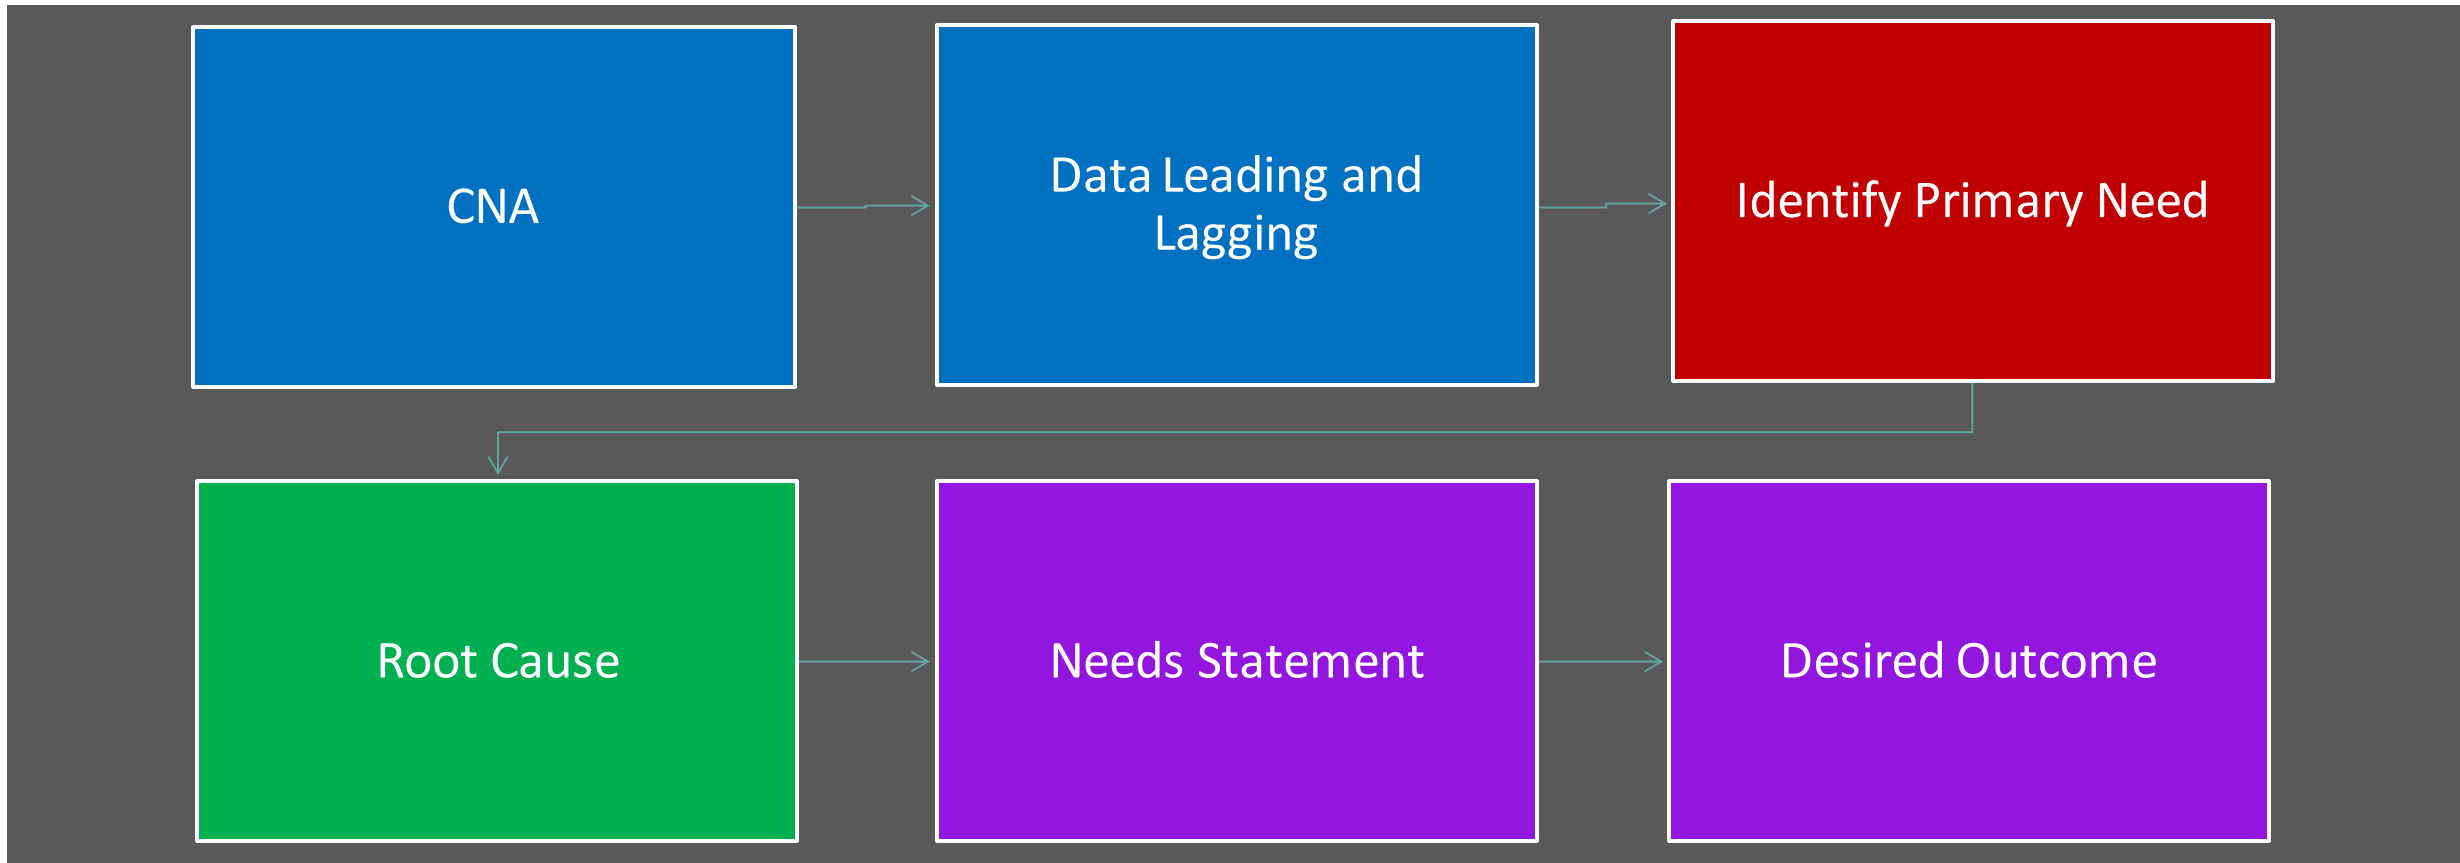 CNA
Data Leading and
Lagging
Identify Primary Need
Root Cause
Needs Statement
Desired Outcome